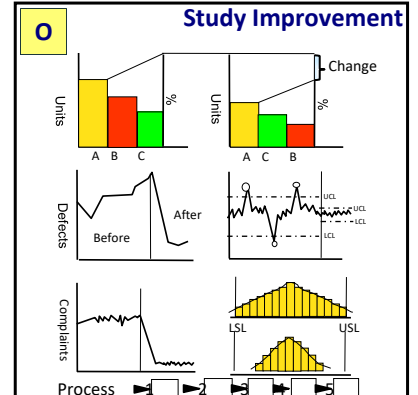 O
Study Improvement
Change
Units
%
Units
%
A B C
A C B
Defects
Before
After
UCL
UCL
LCL
LCL
Complaints
LSL
USL
Process 1 2 3 4 5